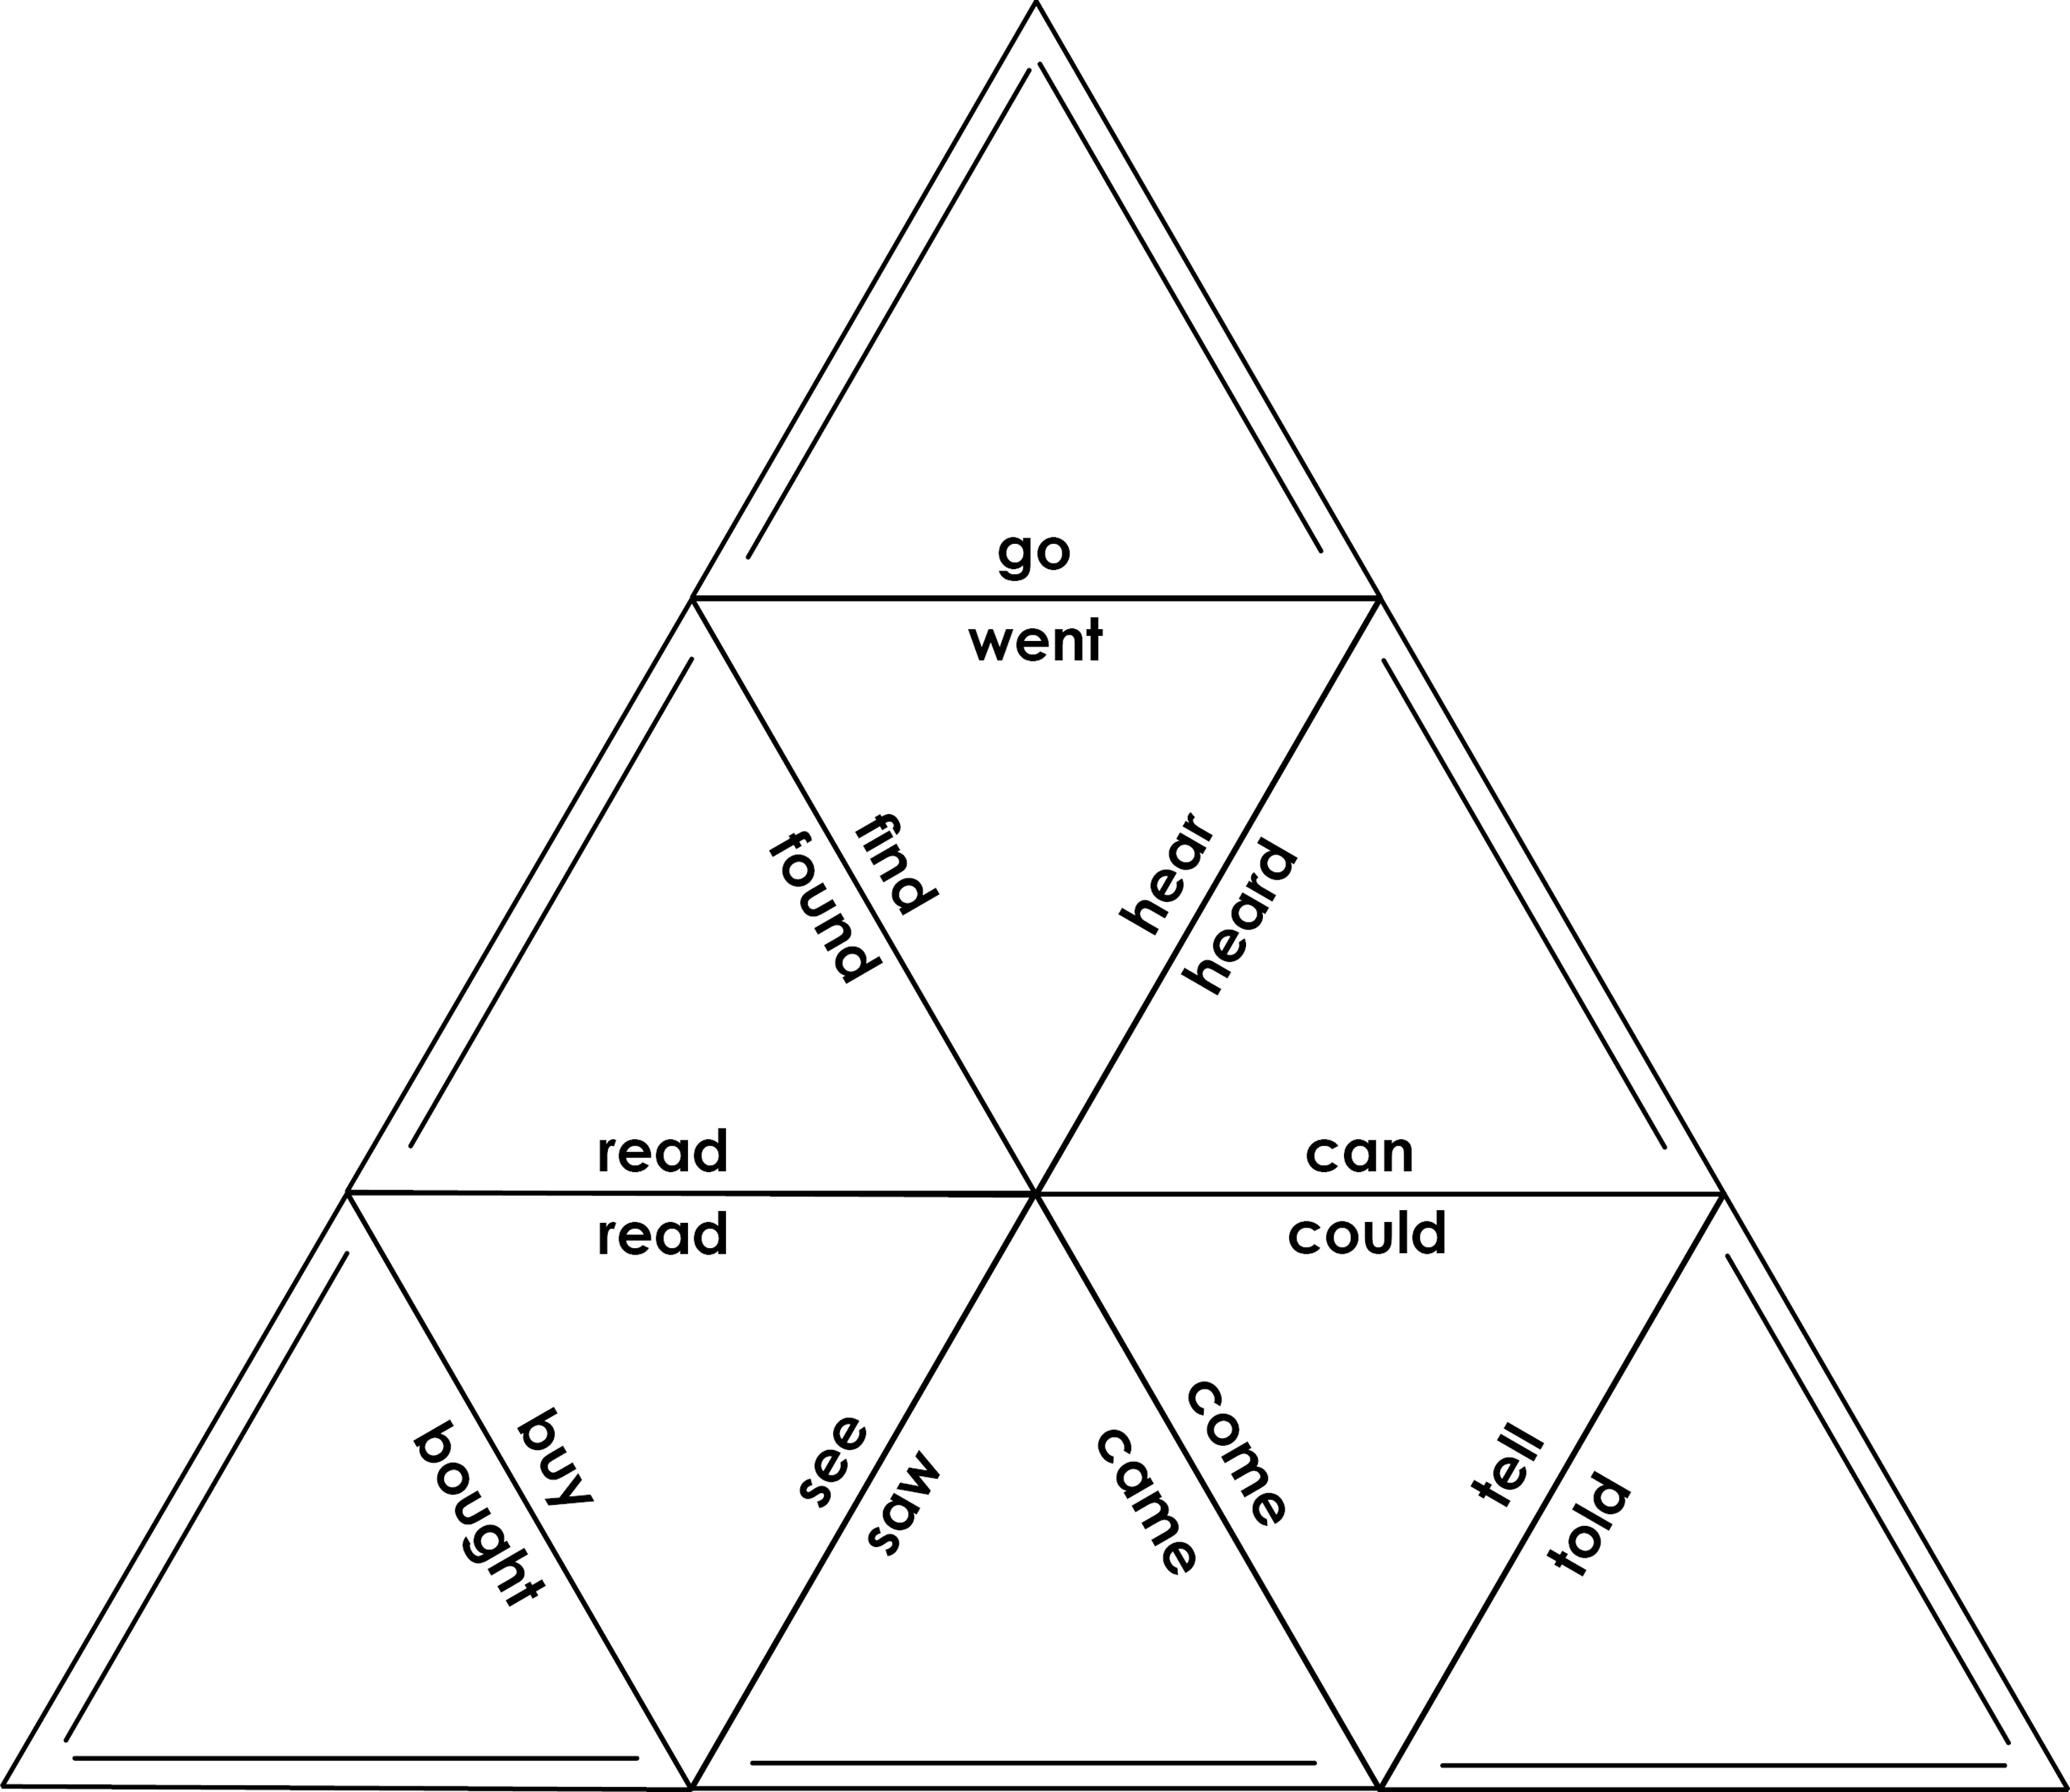 go
went
find
found
hear
heard
read
can
read
could
buy
bought
see
saw
come
came
tell
told